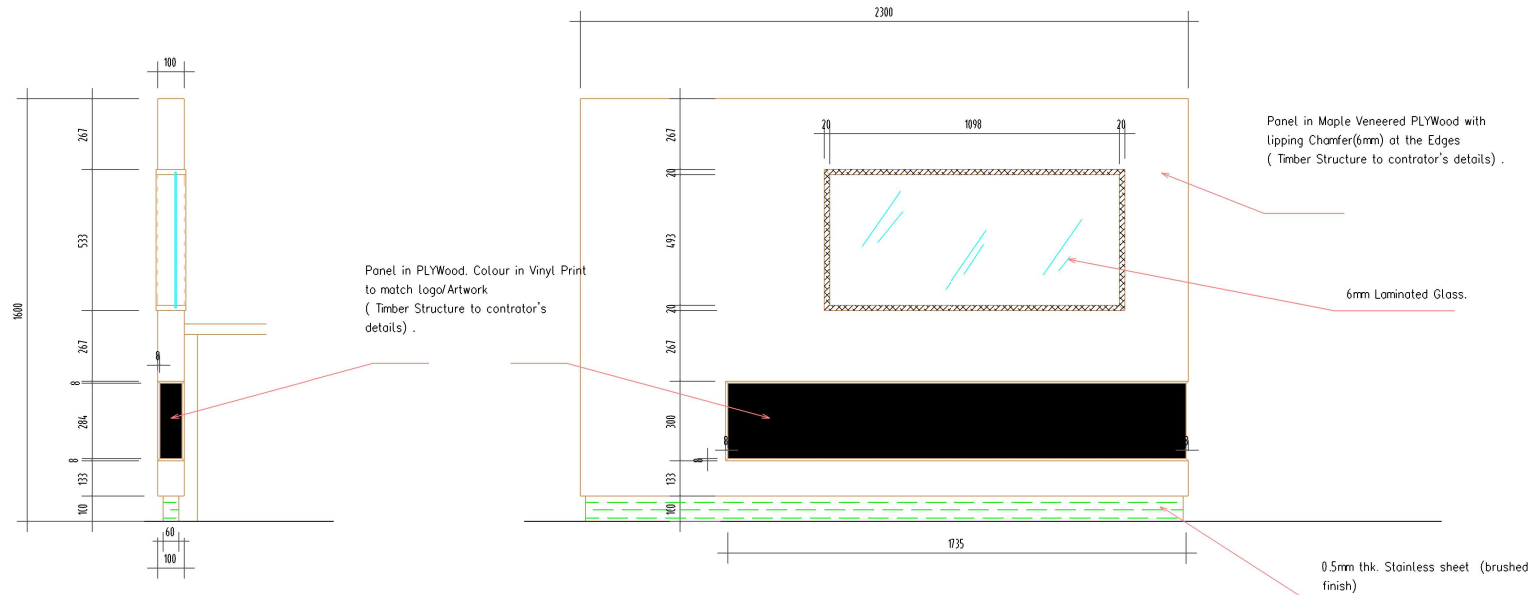 2300
100
267
267
Panel in Maple Veneered PLYWood with
lipping Chamfer(6mm) at the Edges
( Timber Structure to contrator's details) .
20
1098
20
20
533
493
Panel in PLYWood. Colour in Vinyl Print
to match logo/Artwork
( Timber Structure to contrator's
details) .
6mm Laminated Glass.
1600
20
267
267
8
8
284
300
8
8
8
8
133
133
100
100
60
100
1735
0.5mm thk. Stainless sheet (brushed
finish)